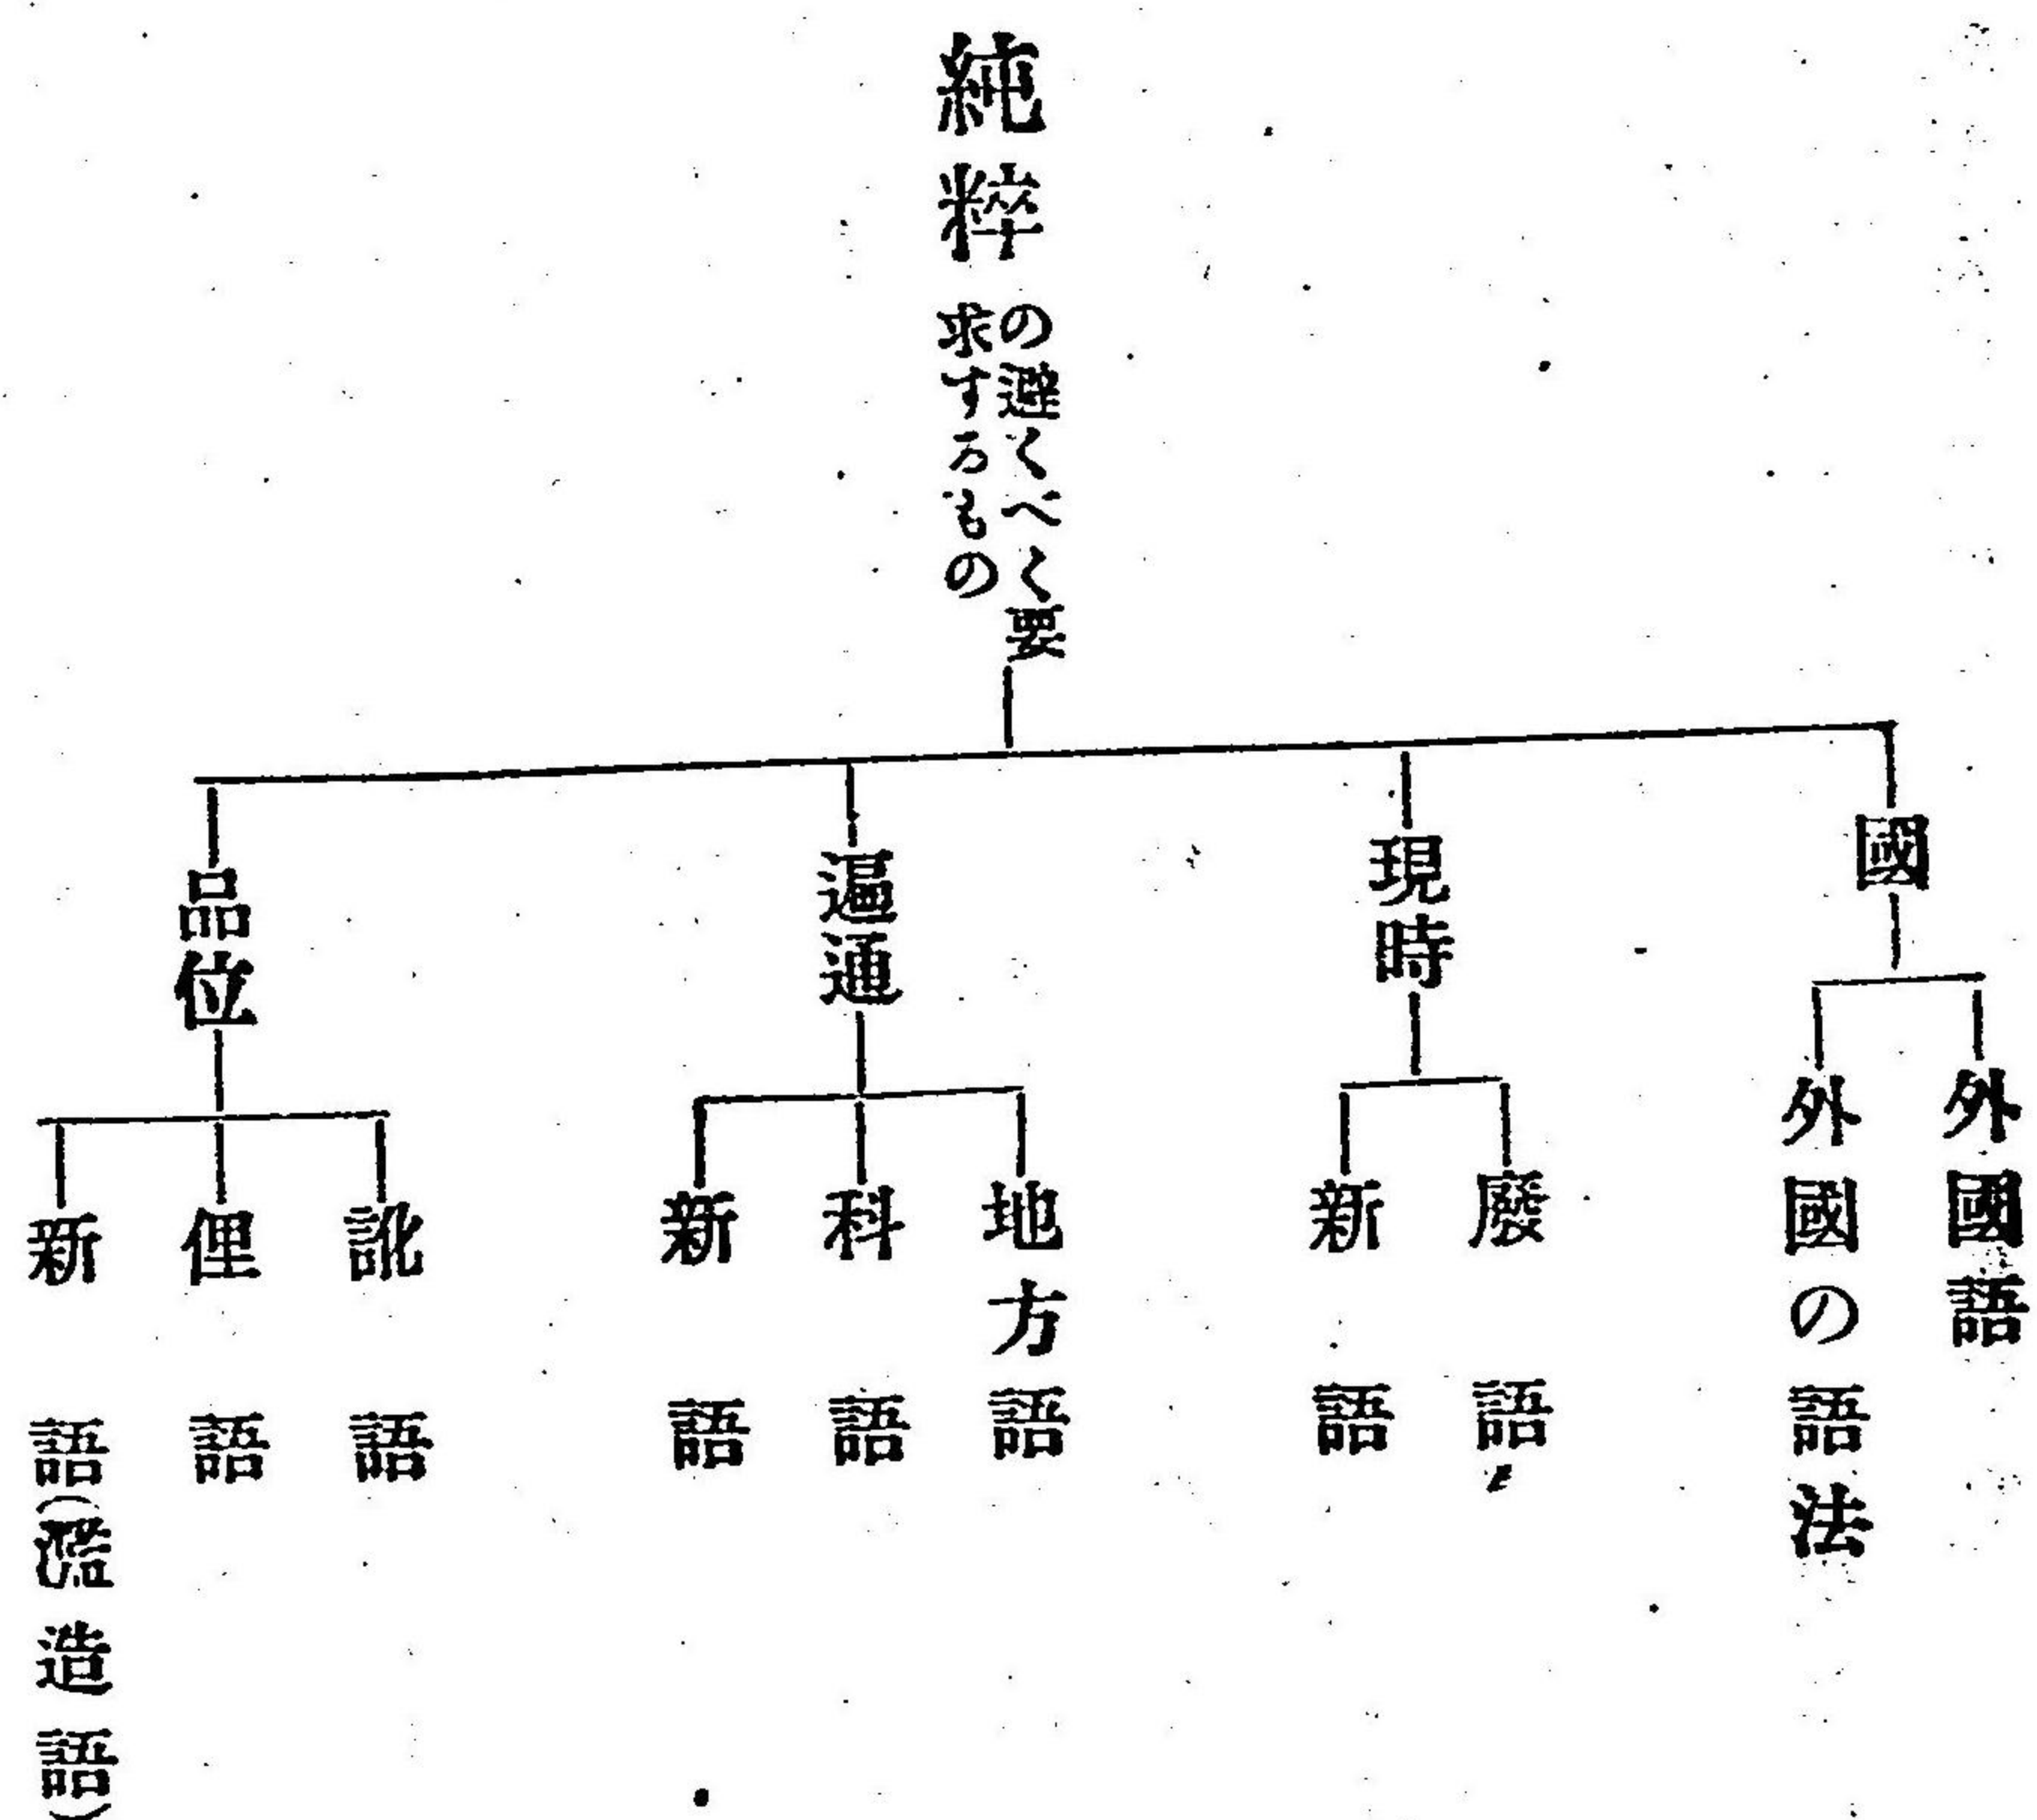 純粹
の避くべく要
求するもの
國
外國語
外國の語法
現時
廢語
新語
遍通
地方語
科語
新語
品位
訛語
俚語
新語(濫造語)